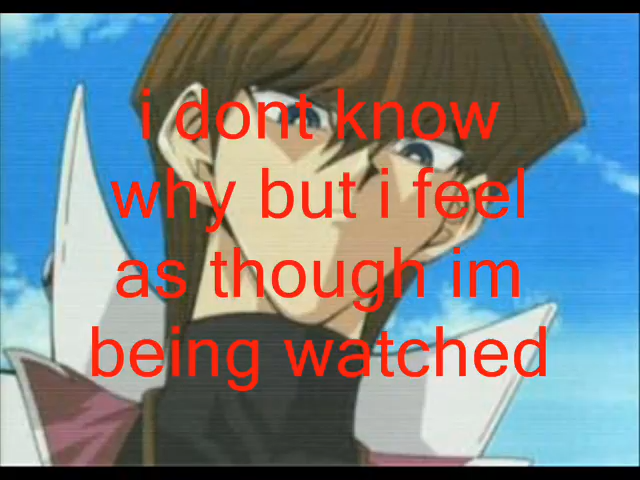 i dont know
why but i feel
as though im
being watched